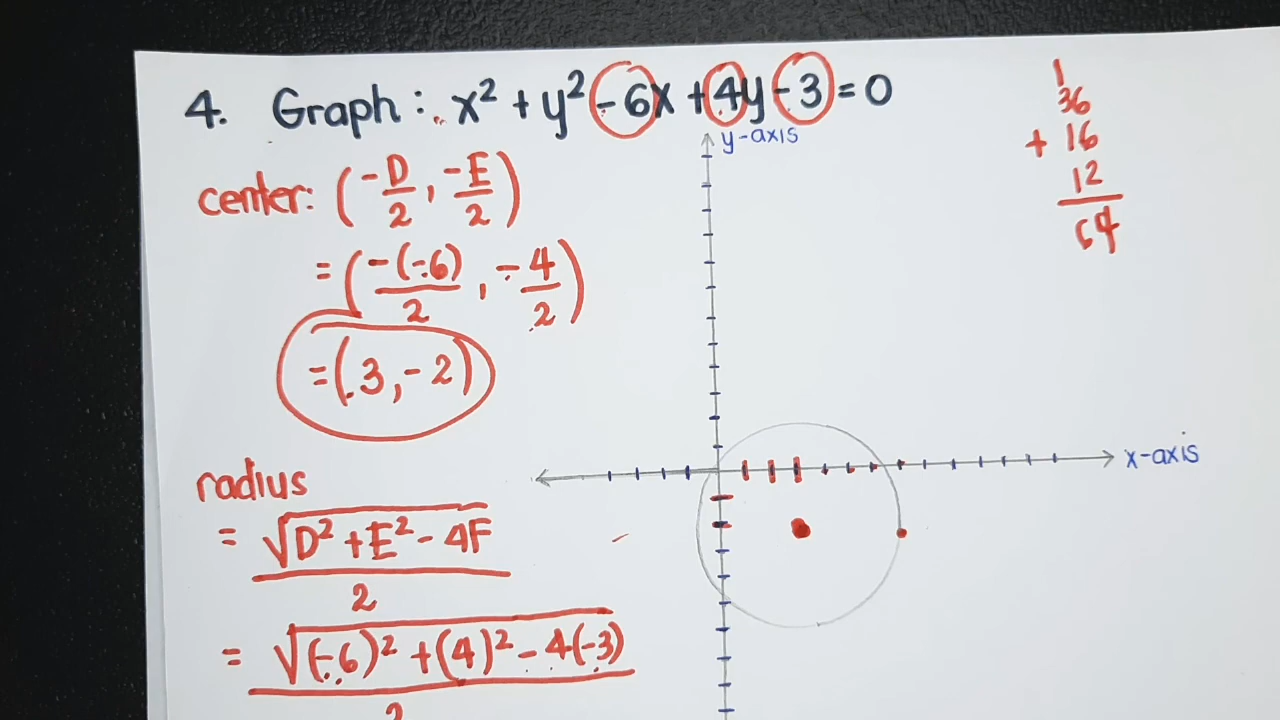 4. Graph : x² + y² - 6x + 4y - 3 = 0
center: (-D/2, -E/2)
= (-(-6)/2, -4/2)
= (3, -2)
radius
= √D² + E² - 4F / 2
= √(-6)² + (4)² - 4(-3) / 2
y-axis
x-axis
1
36
+ 16
12
64